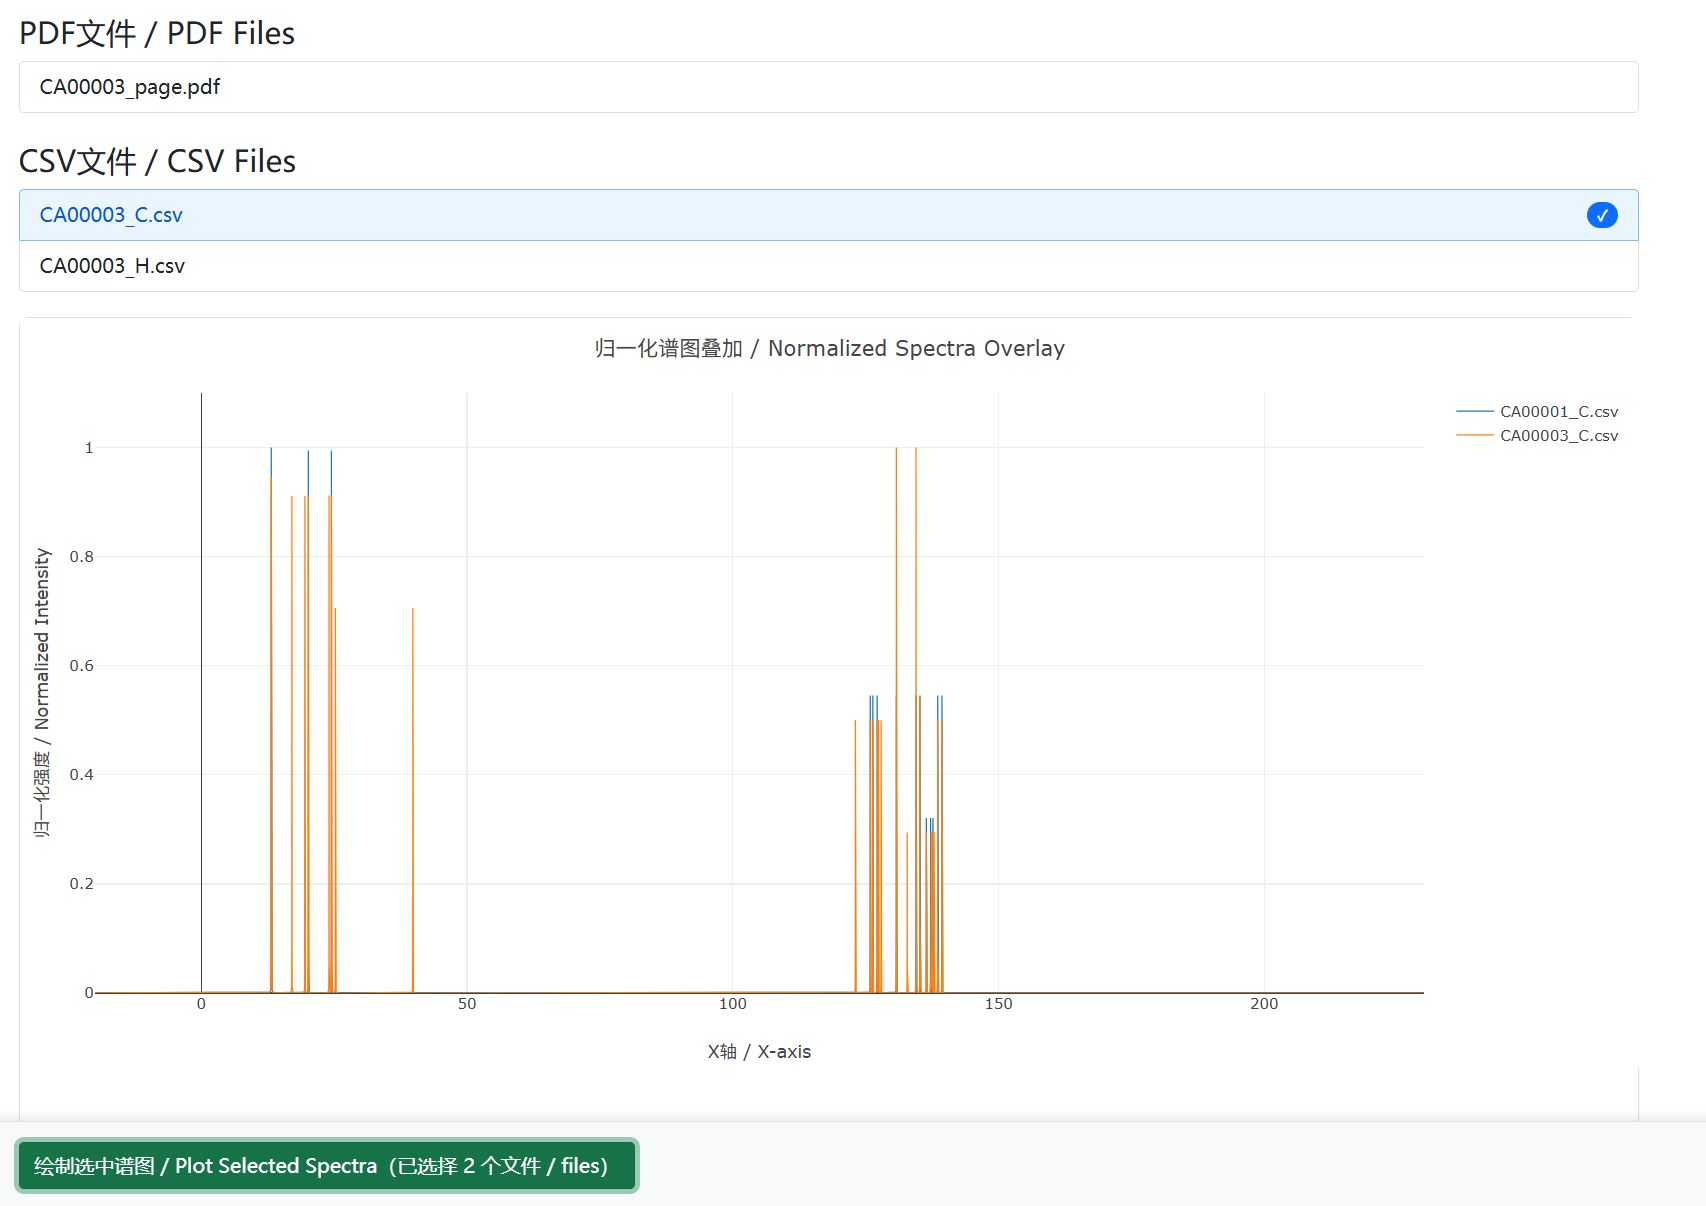 PDF文件 / PDF Files
CA00003_page.pdf
CSV文件 / CSV Files
CA00003_C.csv
CA00003_H.csv
归一化谱图叠加 / Normalized Spectra Overlay
CA00001_C.csv
CA00003_C.csv
归一化强度 / Normalized Intensity
1
0.8
0.6
0.4
0.2
0
0 50 100 150 200
X轴 / X-axis
绘制选中谱图 / Plot Selected Spectra（已选择 2 个文件 / files）